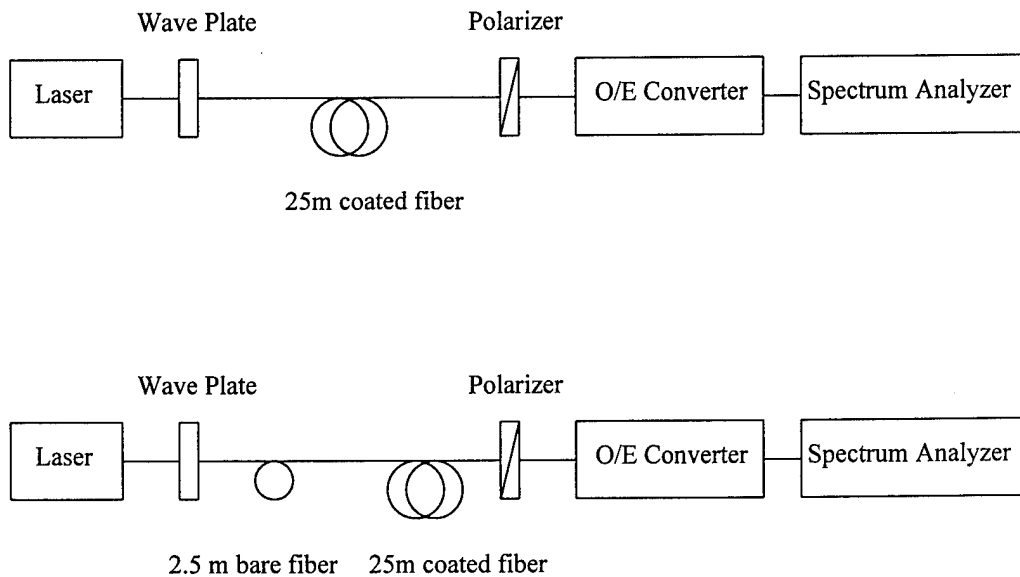 Wave Plate Polarizer
Laser O/E Converter Spectrum Analyzer
25m coated fiber
Wave Plate Polarizer
Laser O/E Converter Spectrum Analyzer
2.5 m bare fiber 25m coated fiber